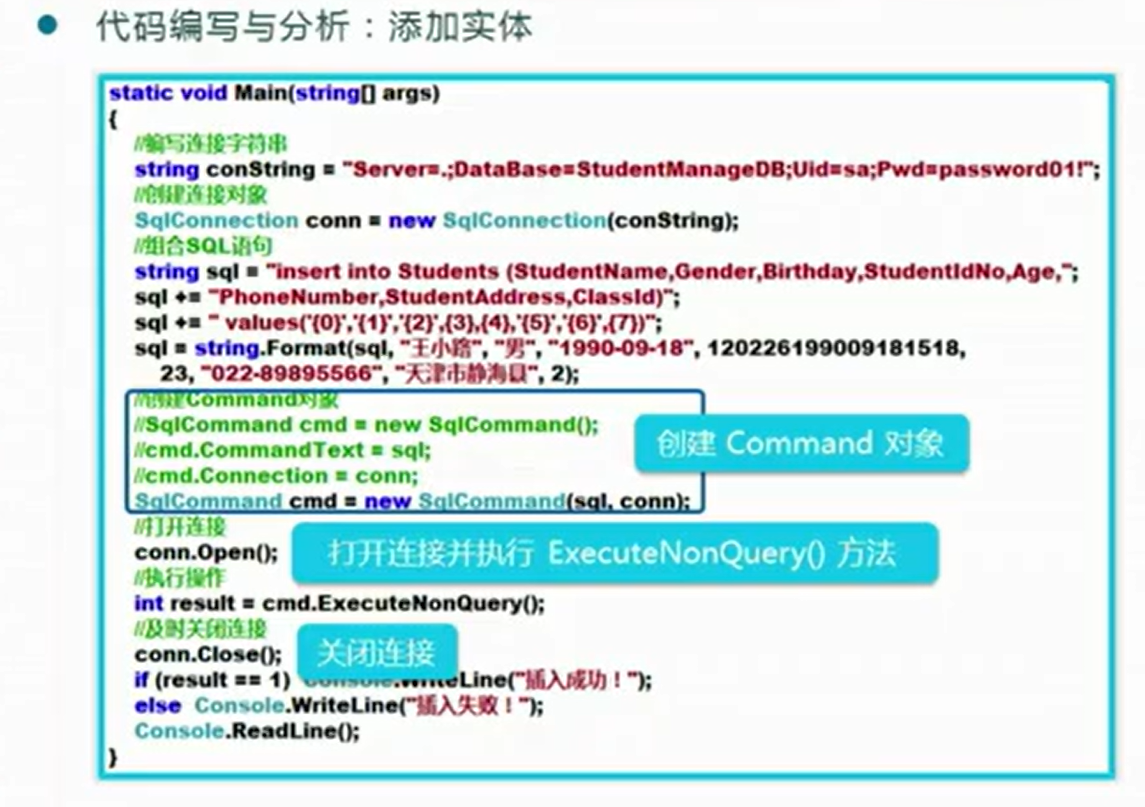 代码编写与分析：添加实体
static void Main(string[] args)
{
//编写连接字符串
string conString = "Server=.;DataBase=StudentManageDB;Uid=sa;Pwd=password01!";
//创建连接对象
SqlConnection conn = new SqlConnection(conString);
//组合SQL语句
string sql = "insert into Students (StudentName,Gender,Birthday,StudentIdNo,Age,";
sql += "PhoneNumber,StudentAddress,ClassId)";
sql += " values('{0}','{1}','{2}',{3},{4},'{5}','{6}',{7})";
sql = string.Format(sql, "王小路", "男", "1990-09-18", 120226199009181518,
23, "022-89895566", "天津市静海县", 2);
//创建Command对象
//SqlCommand cmd = new SqlCommand();
//cmd.CommandText = sql;
//cmd.Connection = conn;
SqlCommand cmd = new SqlCommand(sql, conn);
创建 Command 对象
//打开连接
conn.Open();
打开连接并执行 ExecuteNonQuery() 方法
//执行操作
int result = cmd.ExecuteNonQuery();
//及时关闭连接
conn.Close();
关闭连接
if (result == 1) Console.WriteLine("插入成功！");
else Console.WriteLine("插入失败！");
Console.ReadLine();
}